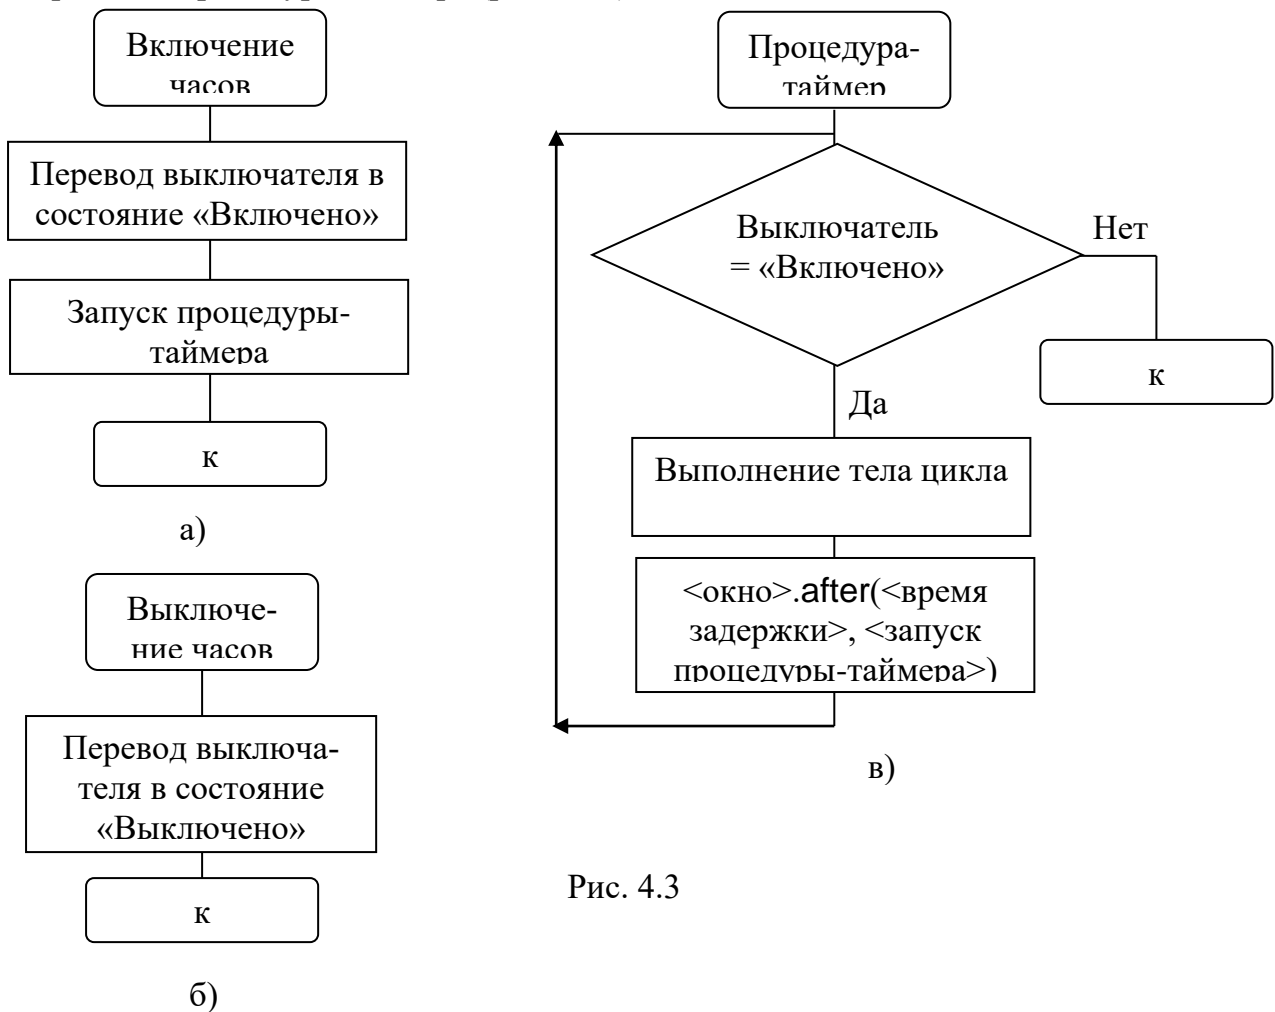 Включение
часов
Перевод выключателя в
состояние «Включено»
Запуск процедуры-
таймера
к
а)
Выключе-
ние часов
Перевод выключа-
теля в состояние
«Выключено»
к
б)
Процедура-
таймер
Выключатель
= «Включено»
Нет
к
Да
Выполнение тела цикла
<окно>.after(<время
задержки>, <запуск
процедуры-таймера>)
в)
Рис. 4.3